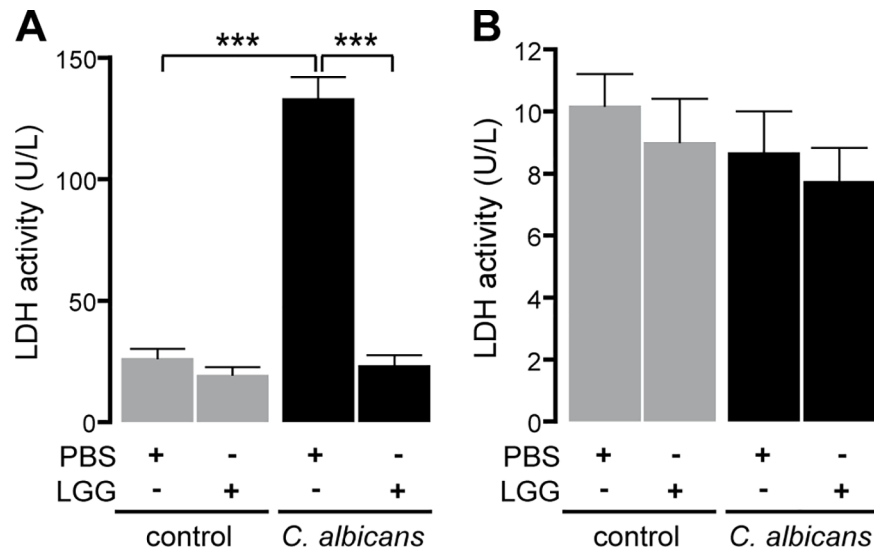 A
B
*** ***
LDH activity (U/L)
150
100
50
0
PBS + - + -
LGG - + - +
control C. albicans
LDH activity (U/L)
12
10
8
6
4
2
0
PBS + - + -
LGG - + - +
control C. albicans